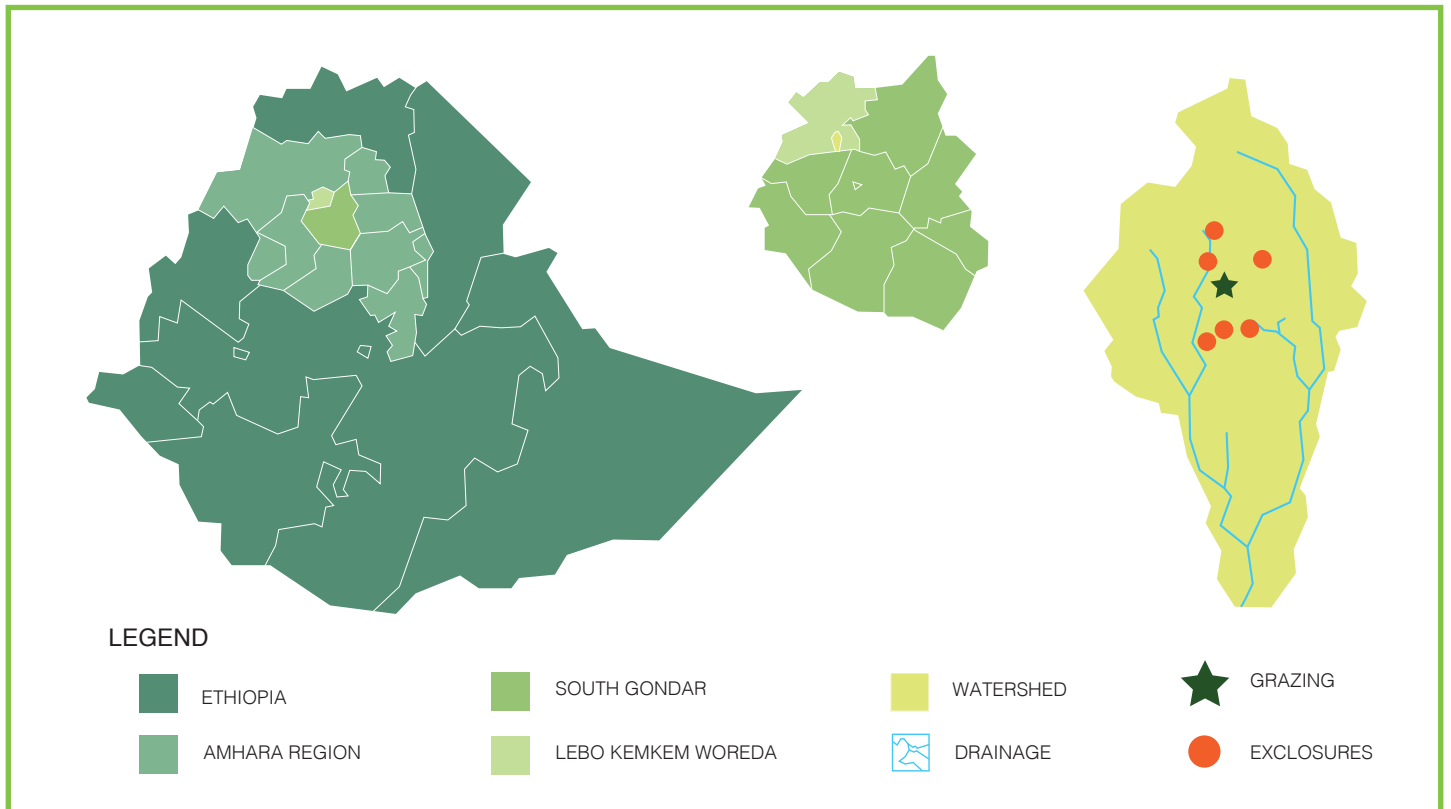 LEGEND
ETHIOPIA
AMHARA REGION
SOUTH GONDAR
LEBO KEMKEM WOREDA
WATERSHED
DRAINAGE
GRAZING
EXCLOSURES